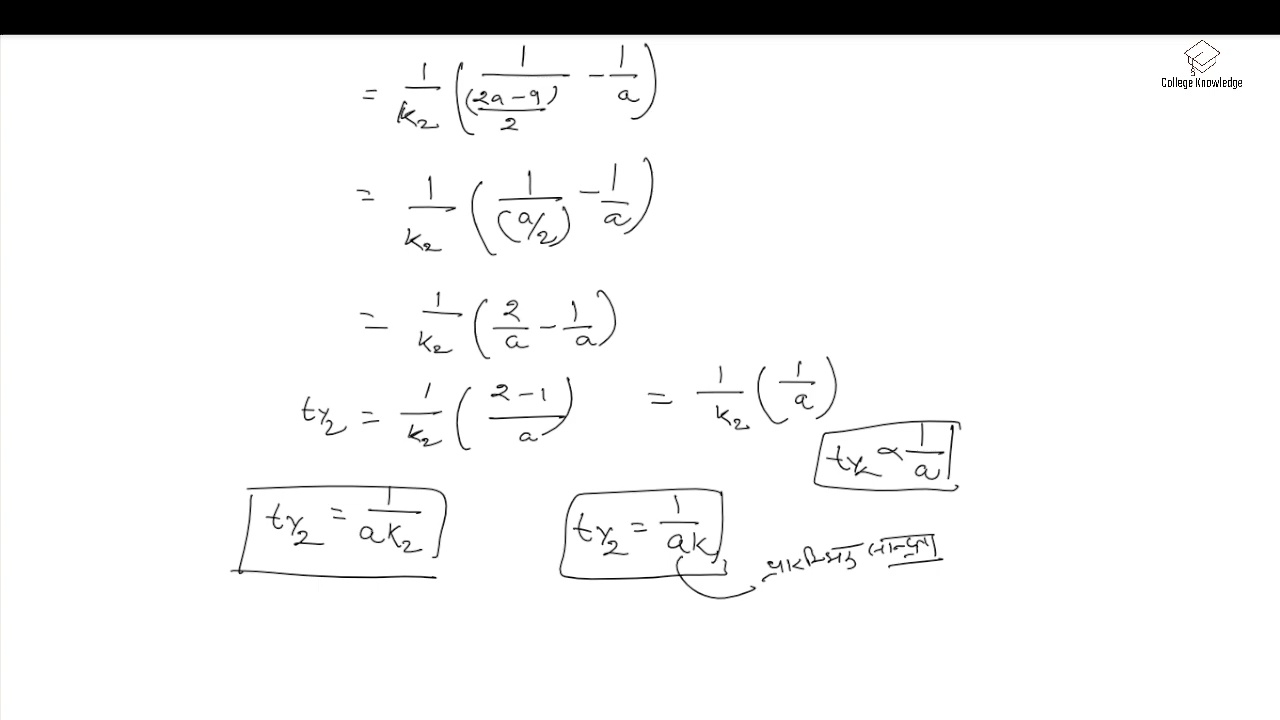 College Knowledge
= 1/k₂ (1/((2a-a)/2) - 1/a)
= 1/k₂ (1/(a/2) - 1/a)
= 1/k₂ (2/a - 1/a)
t½ = 1/k₂ ((2-1)/a) = 1/k₂ (1/a)
t½ ∝ 1/a
t½ = 1/ak₂ t½ = 1/ak